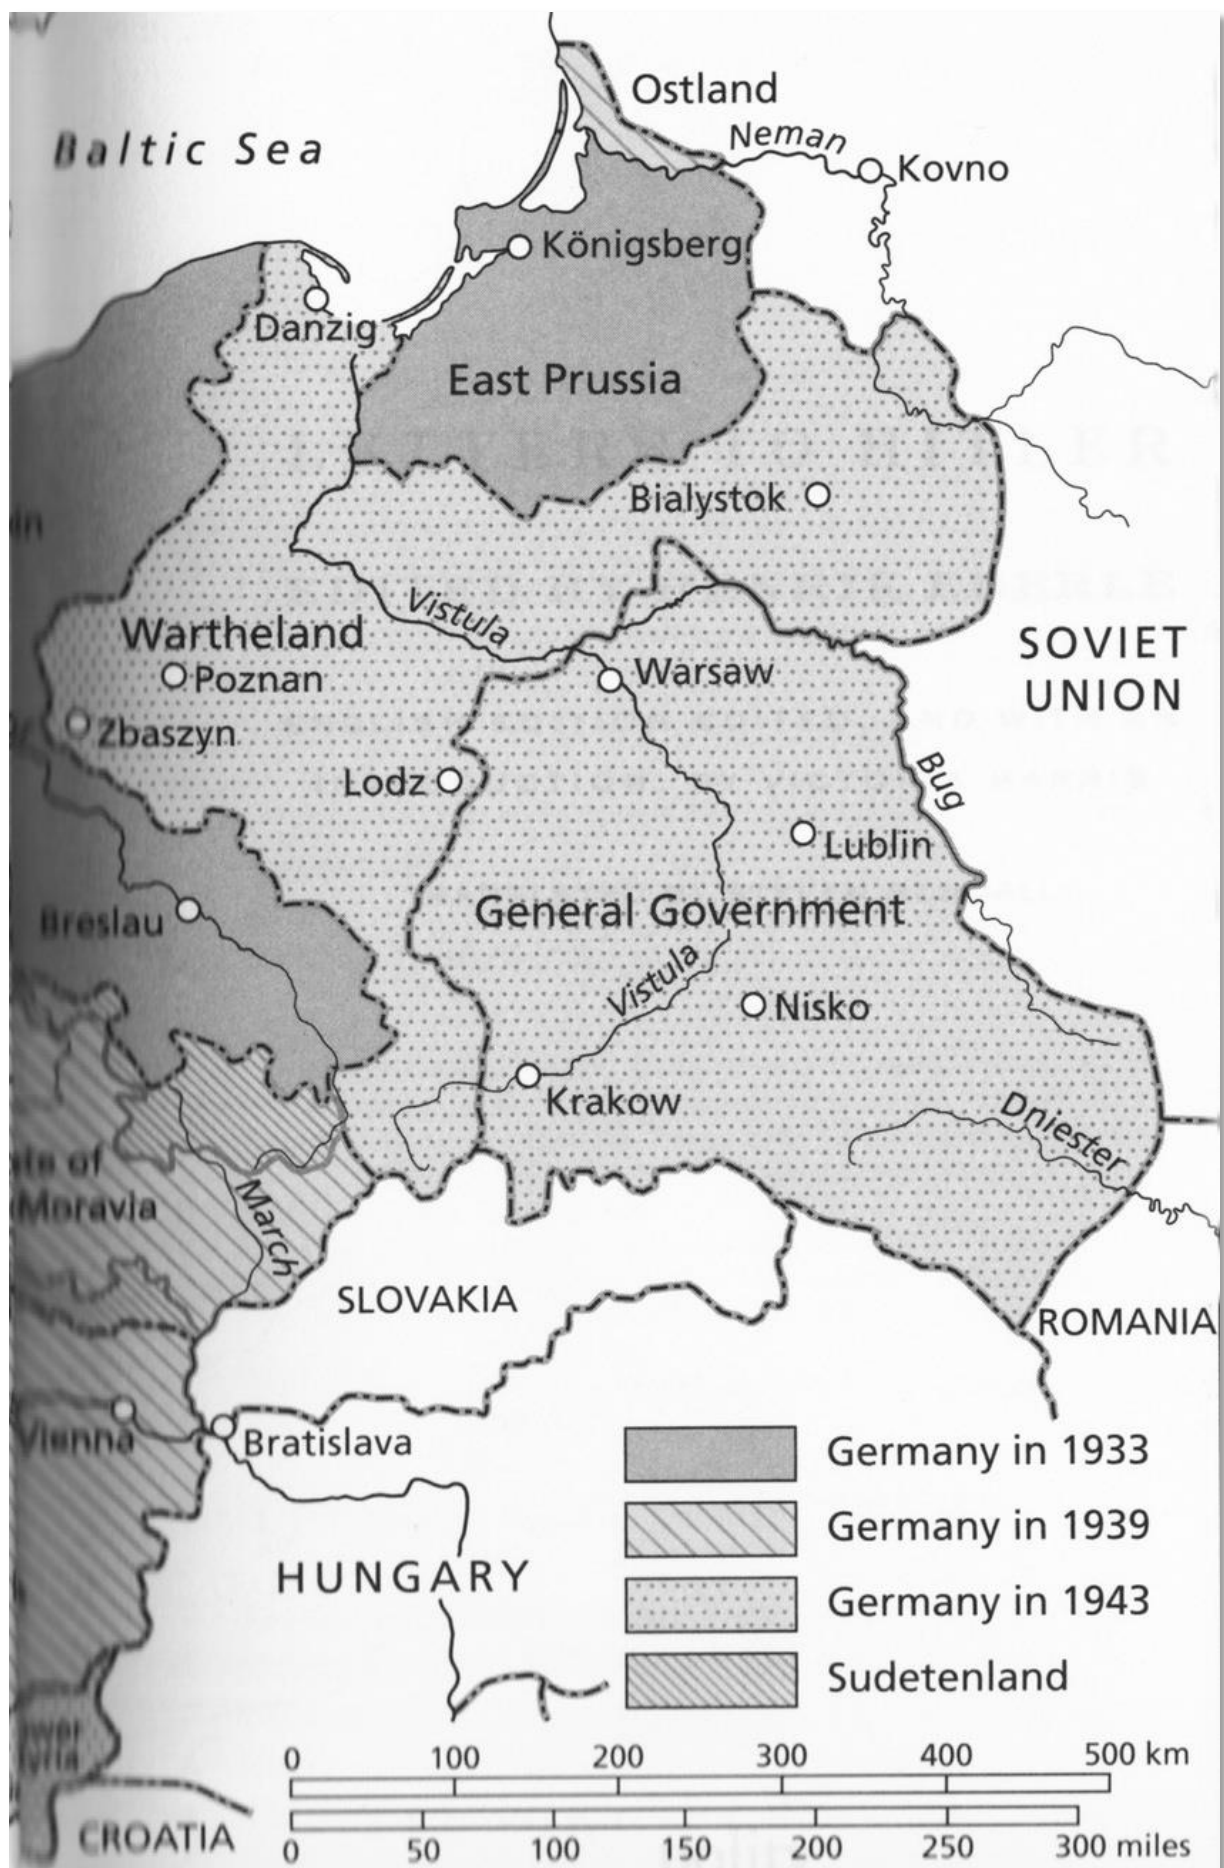 Ostland
Baltic Sea
Neman
Kovno
Königsberg
Danzig
East Prussia
Bialystok
Vistula
Wartheland
SOVIET
UNION
Warsaw
Poznan
Zbaszyn
Lodz
Bug
Lublin
Breslau
General Government
Vistula
Nisko
Krakow
Dniester
of
Moravia
March
SLOVAKIA
ROMANIA
Vienna
Bratislava
HUNGARY
Germany in 1933
Germany in 1939
Germany in 1943
Sudetenland
0 100 200 300 400 500 km
CROATIA
0 50 100 150 200 250 300 miles